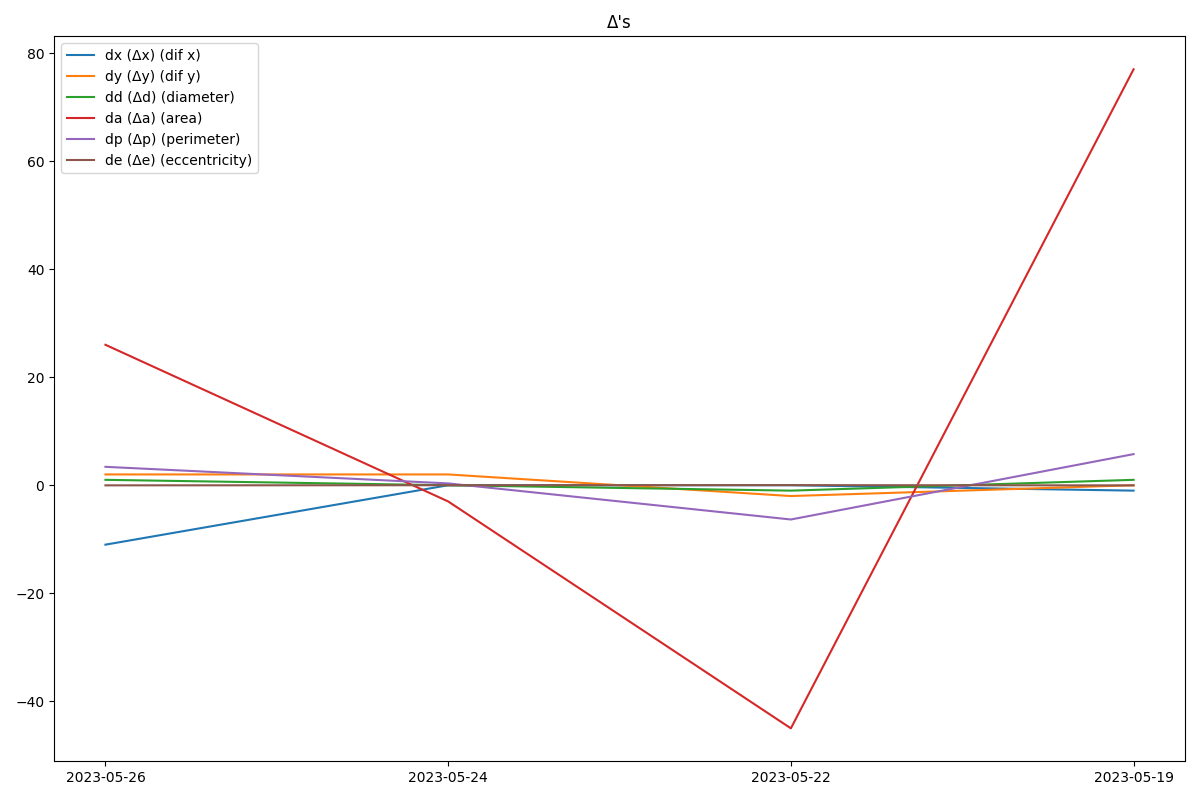 Δ's
dx (Δx) (dif x)
dy (Δy) (dif y)
dd (Δd) (diameter)
da (Δa) (area)
dp (Δp) (perimeter)
de (Δe) (eccentricity)
80
60
40
20
0
−20
−40
2023-05-26 2023-05-24 2023-05-22 2023-05-19